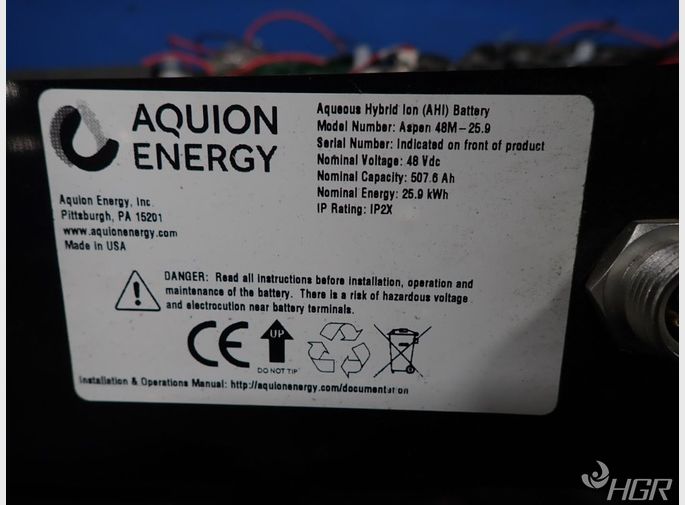 AQUION
ENERGY
Aquion Energy, Inc.
Pittsburgh, PA 15201
www.aquionenergy.com
Made in USA
Aqueous Hybrid Ion (AHI) Battery
Model Number: Aspen 48M-25.9
Serial Number: Indicated on front of product
Nominal Voltage: 48 Vdc
Nominal Capacity: 507.6 Ah
Nominal Energy: 25.9 kWh
IP Rating: IP2X
DANGER: Read all instructions before installation, operation and
maintenance of the battery. There is a risk of hazardous voltage
and electrocution near battery terminals.
CE
UP
DO NOT TIP
Installation & Operations Manual: http://aquionenergy.com/documentation
HGR